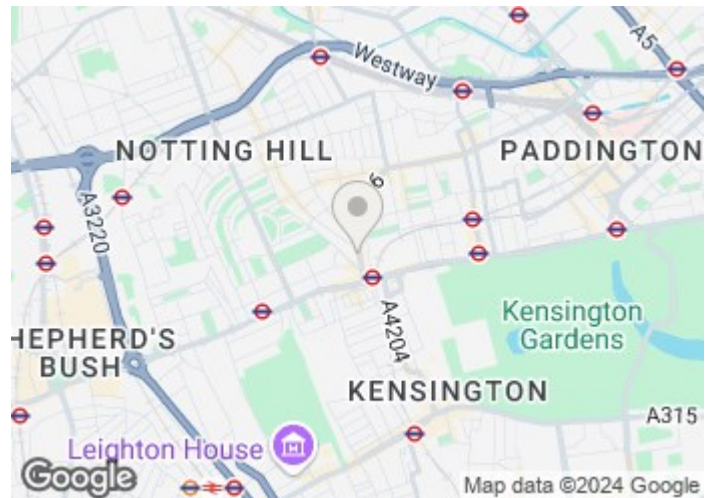 A5
Westway
NOTTING HILL
PADDINGTON
A3220
Kensington
Gardens
A4204
HEPHERD'S
BUSH
KENSINGTON
A315
Leighton House
Google
Map data ©2024 Google